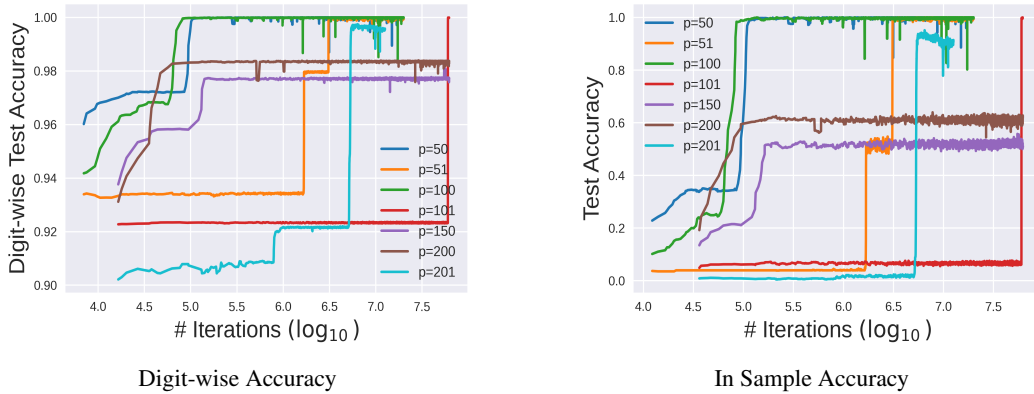 Digit-wise Test Accuracy
1.00
0.98
0.96
0.94
0.92
0.90
p=50
p=51
p=100
p=101
p=150
p=200
p=201
4.0 4.5 5.0 5.5 6.0 6.5 7.0 7.5
# Iterations (log10)
Digit-wise Accuracy
Test Accuracy
1.0
0.8
0.6
0.4
0.2
0.0
p=50
p=51
p=100
p=101
p=150
p=200
p=201
4.0 4.5 5.0 5.5 6.0 6.5 7.0 7.5
# Iterations (log10)
In Sample Accuracy